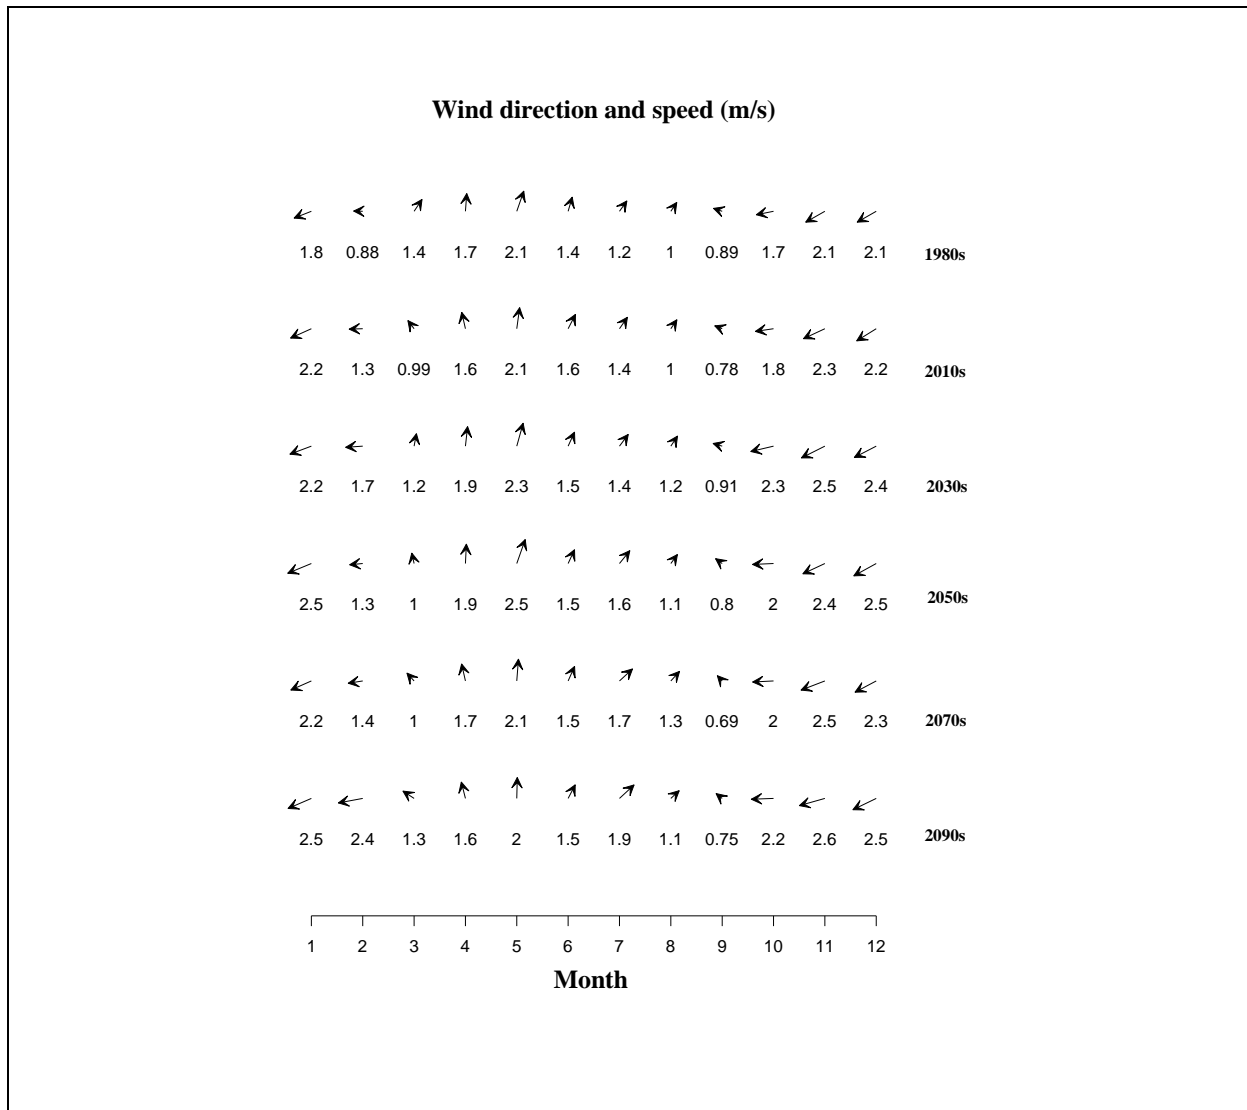 Wind direction and speed (m/s)
1.8 0.88 1.4 1.7 2.1 1.4 1.2 1 0.89 1.7 2.1 2.1 1980s
2.2 1.3 0.99 1.6 2.1 1.6 1.4 1 0.78 1.8 2.3 2.2 2010s
2.2 1.7 1.2 1.9 2.3 1.5 1.4 1.2 0.91 2.3 2.5 2.4 2030s
2.5 1.3 1 1.9 2.5 1.5 1.6 1.1 0.8 2 2.4 2.5 2050s
2.2 1.4 1 1.7 2.1 1.5 1.7 1.3 0.69 2 2.5 2.3 2070s
2.5 2.4 1.3 1.6 2 1.5 1.9 1.1 0.75 2.2 2.6 2.5 2090s
1 2 3 4 5 6 7 8 9 10 11 12
Month